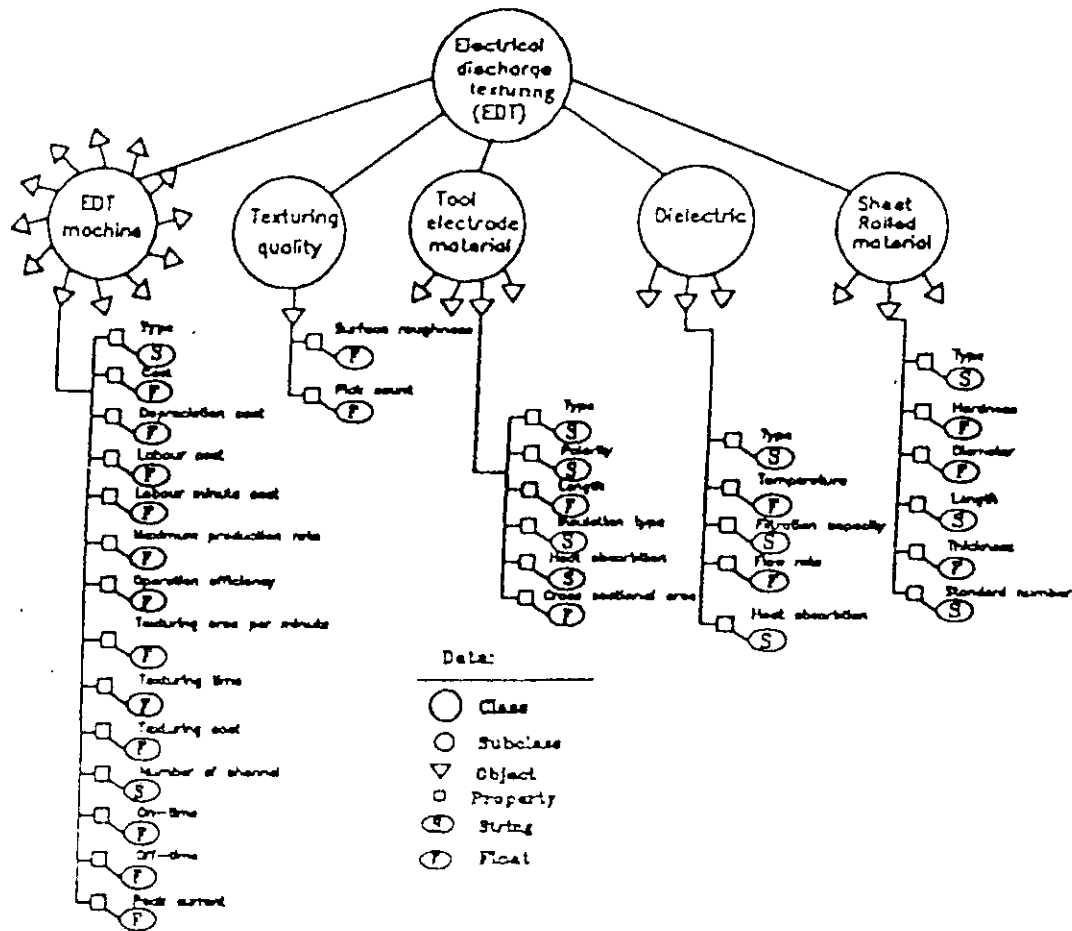 Electrical
discharge
texturing
(EDT)
EDT
machine
Texturing
quality
Tool
electrode
material
Dielectric
Sheet
Rolled
material
Type
S
Cost
F
Depreciation cost
F
Labour cost
F
Labour minute cost
F
Maximum production rate
F
Operation efficiency
F
Texturing area per minute
F
Texturing time
F
Texturing cost
F
Number of channel
S
On-time
F
Off-time
F
Peak current
F
Surface roughness
F
count
F
Type
S
Polarity
S
Length
F
Insulation type
S
Heat absorbtion
S
Cross sectional area
F
Type
S
Temperature
F
Filtration capacity
S
Flow rate
F
Heat absorbtion
S
Type
S
Hardness
F
Diameter
F
Length
S
Thickness
F
Standard number
S
Data:
Class
Subclass
Object
Property
S String
F Float